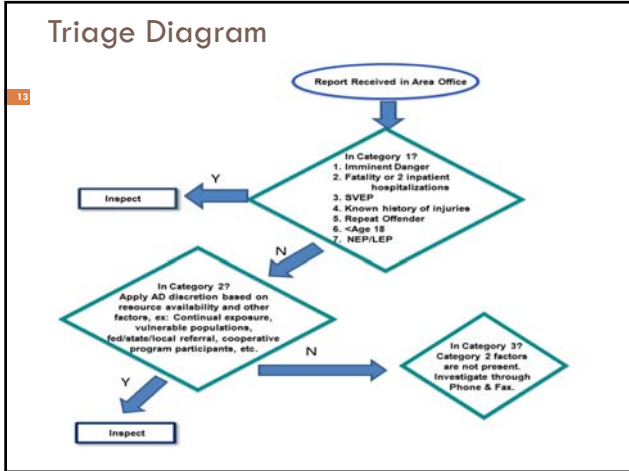 Triage Diagram
13
Report Received in Area Office
In Category 1?
1. Imminent Danger
2. Fatality or 2 inpatient
hospitalizations
3. SVEP
4. Known history of injuries
5. Repeat Offender
6. <Age 18
7. NEP/LEP
Y
Inspect
N
In Category 2?
Apply AD discretion based on
resource availability and other
factors, ex: Continual exposure,
vulnerable populations,
fed/state/local referral, cooperative
program participants, etc.
N
In Category 3?
Category 2 factors
are not present.
Investigate through
Phone & Fax.
Y
Inspect